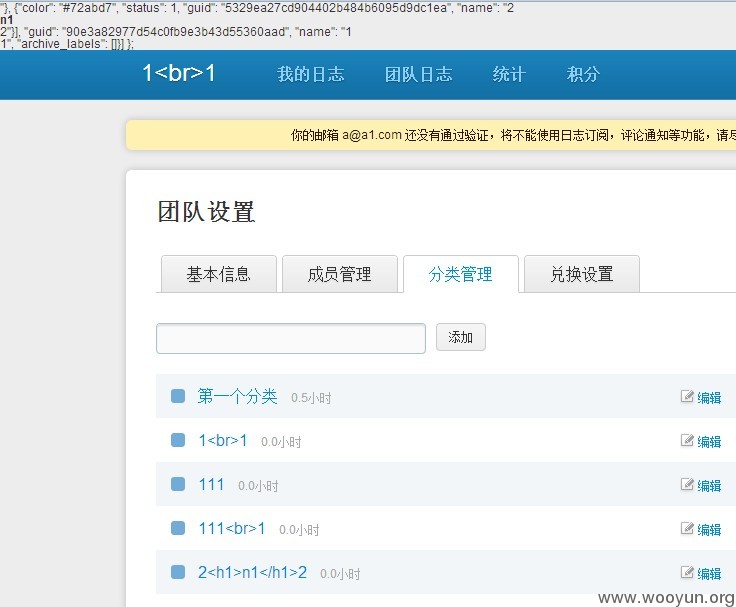 "}, {"color": "#72abd7", "status": 1, "guid": "5329ea27cd904402b484b6095d9dc1ea", "name": "2
n1
2"}], "guid": "90e3a82977d54c0fb9e3b43d55360aad", "name": "1
1", "archive_labels": []}] };
1<br>1 我的日志 团队日志 统计 积分
你的邮箱 a@a1.com 还没有通过验证，将不能使用日志订阅，评论通知等功能，请尽
团队设置
基本信息 成员管理 分类管理 兑换设置
添加
第一个分类 0.5小时 编辑
1<br>1 0.0小时 编辑
111 0.0小时 编辑
111<br>1 0.0小时 编辑
2<h1>n1</h1>2 0.0小时 编辑
www.wooyun.org